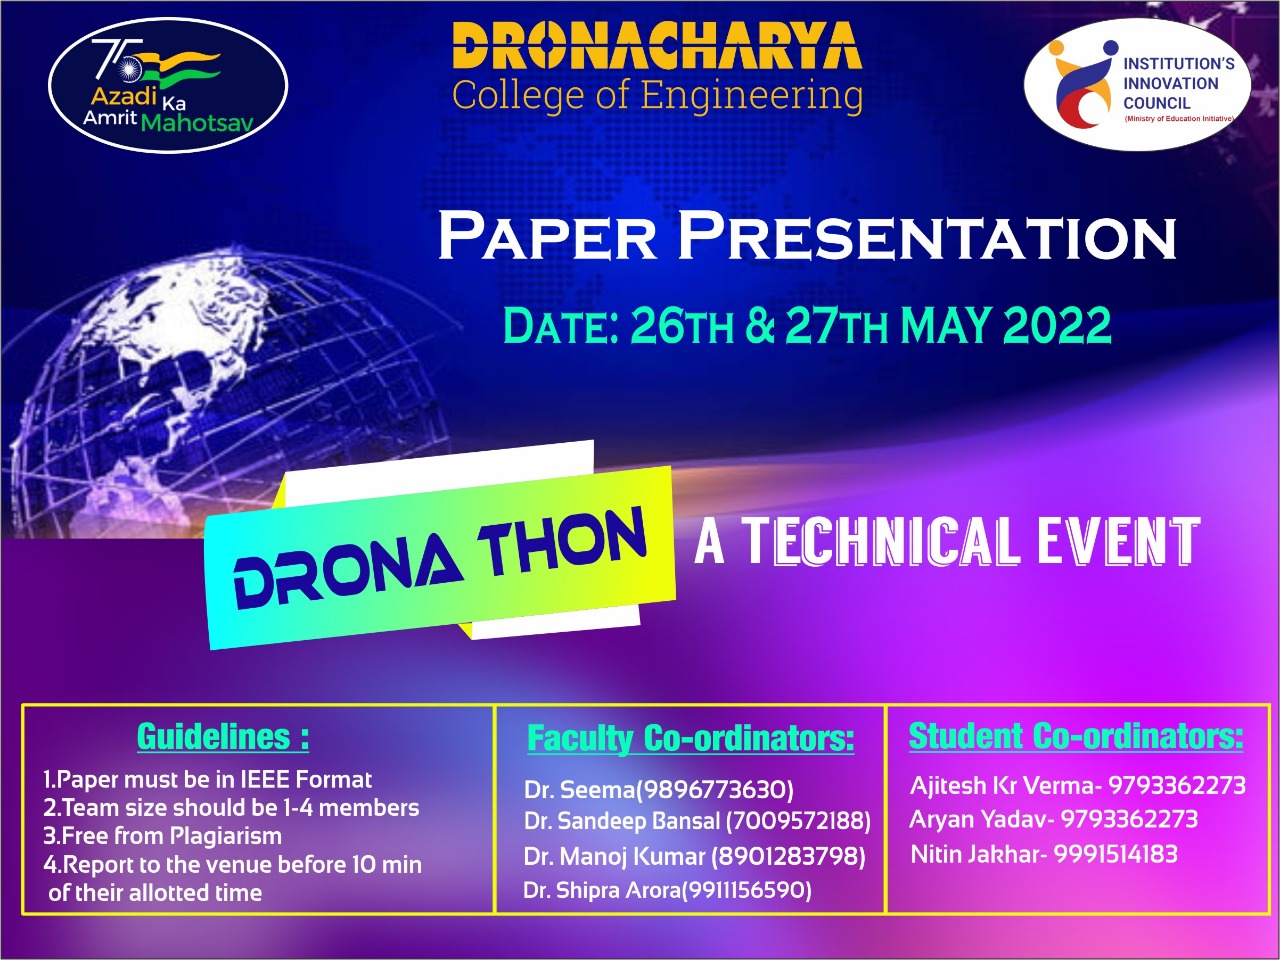 75
Azadi Ka
Amrit Mahotsav
DRONACHARYA
College of Engineering
INSTITUTION'S
INNOVATION
COUNCIL
(Ministry of Education Initiative)
PAPER PRESENTATION
DATE: 26TH & 27TH MAY 2022
DRONA THON
A TECHNICAL EVENT
Guidelines :
1.Paper must be in IEEE Format
2.Team size should be 1-4 members
3.Free from Plagiarism
4.Report to the venue before 10 min
of their allotted time
Faculty Co-ordinators:
Dr. Seema(9896773630)
Dr. Sandeep Bansal (7009572188)
Dr. Manoj Kumar (8901283798)
Dr. Shipra Arora(9911156590)
Student Co-ordinators:
Ajitesh Kr Verma- 9793362273
Aryan Yadav- 9793362273
Nitin Jakhar- 9991514183